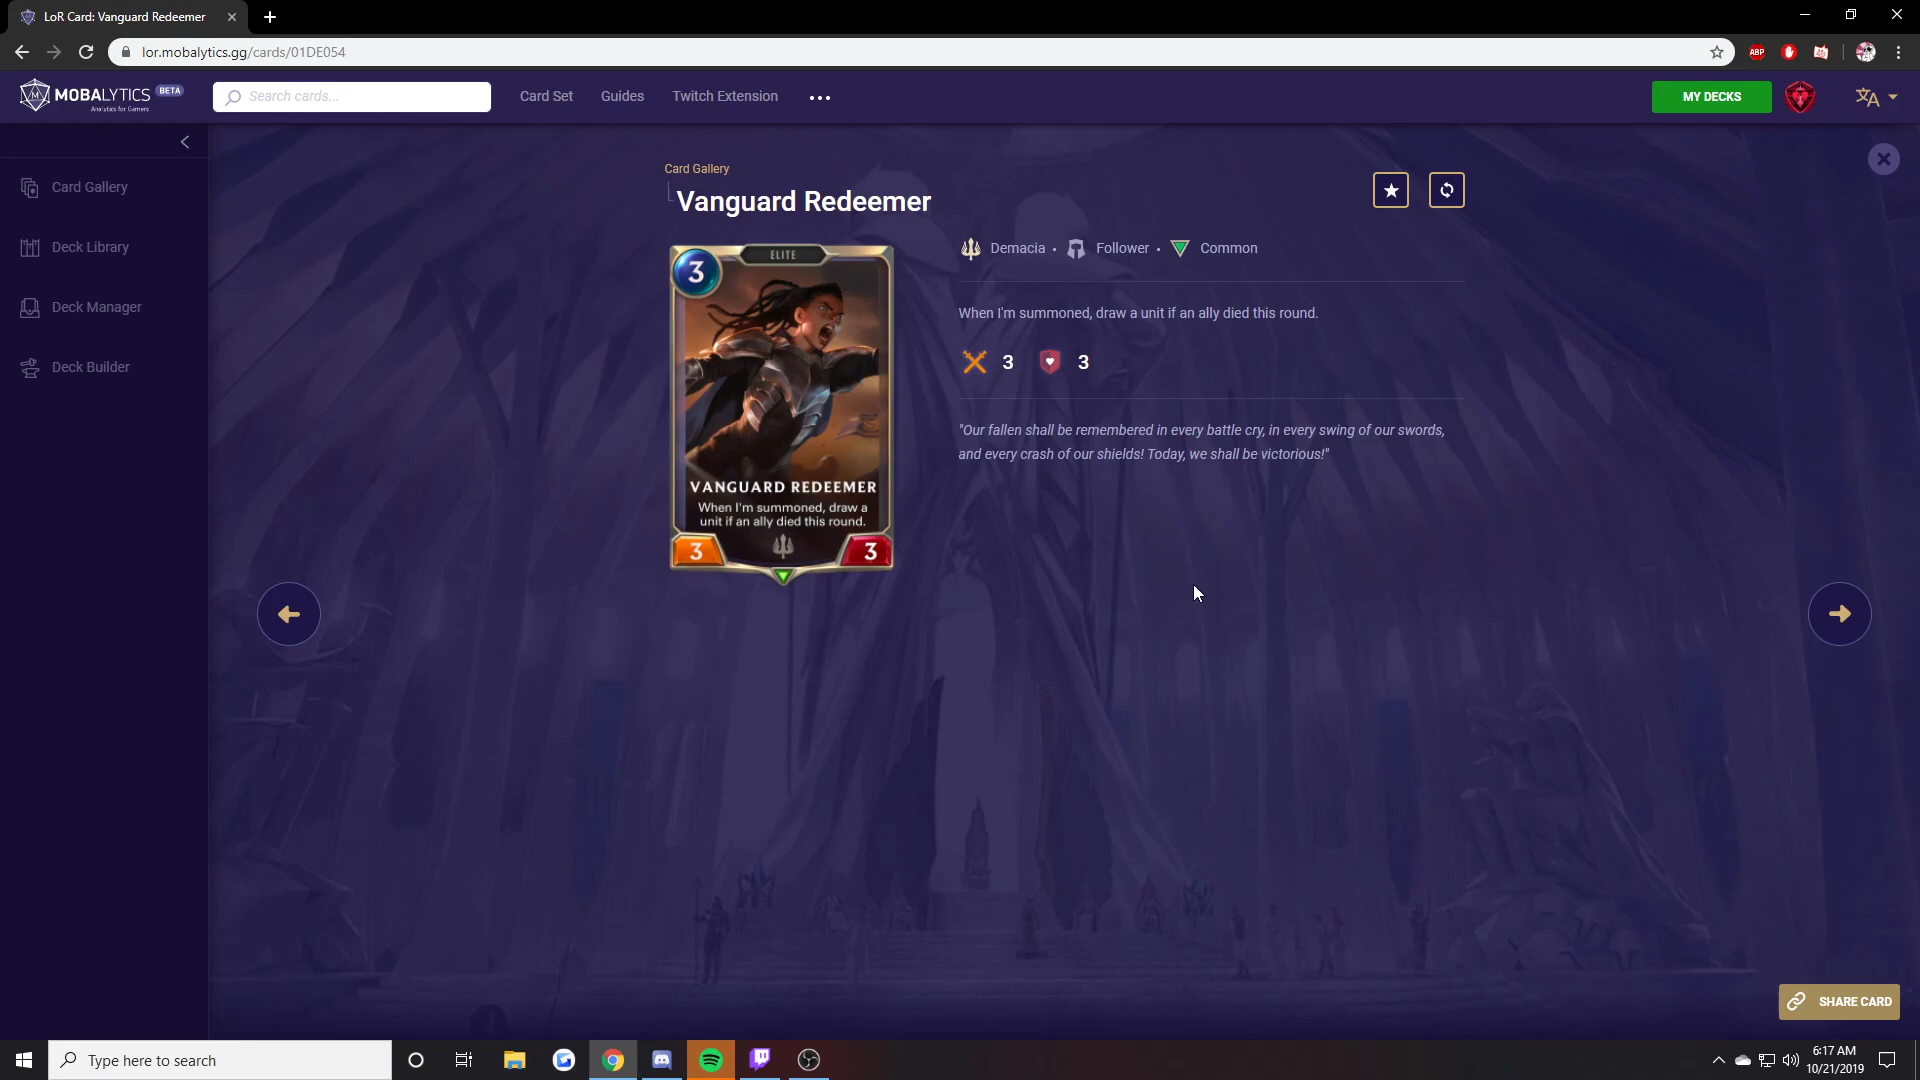 LoR Card: Vanguard Redeemer
lor.mobalytics.gg/cards/01DE054
ABP
MOBALYTICS BETA
Analytics for Gamers
Search cards...
Card Set
Guides
Twitch Extension
MY DECKS
Card Gallery
Deck Library
Deck Manager
Deck Builder
Card Gallery
Vanguard Redeemer
ELITE
3
VANGUARD REDEEMER
When I'm summoned, draw a
unit if an ally died this round.
3
3
Demacia • Follower • Common
When I'm summoned, draw a unit if an ally died this round.
3 3
"Our fallen shall be remembered in every battle cry, in every swing of our swords,
and every crash of our shields! Today, we shall be victorious!"
SHARE CARD
Type here to search
6:17 AM
10/21/2019